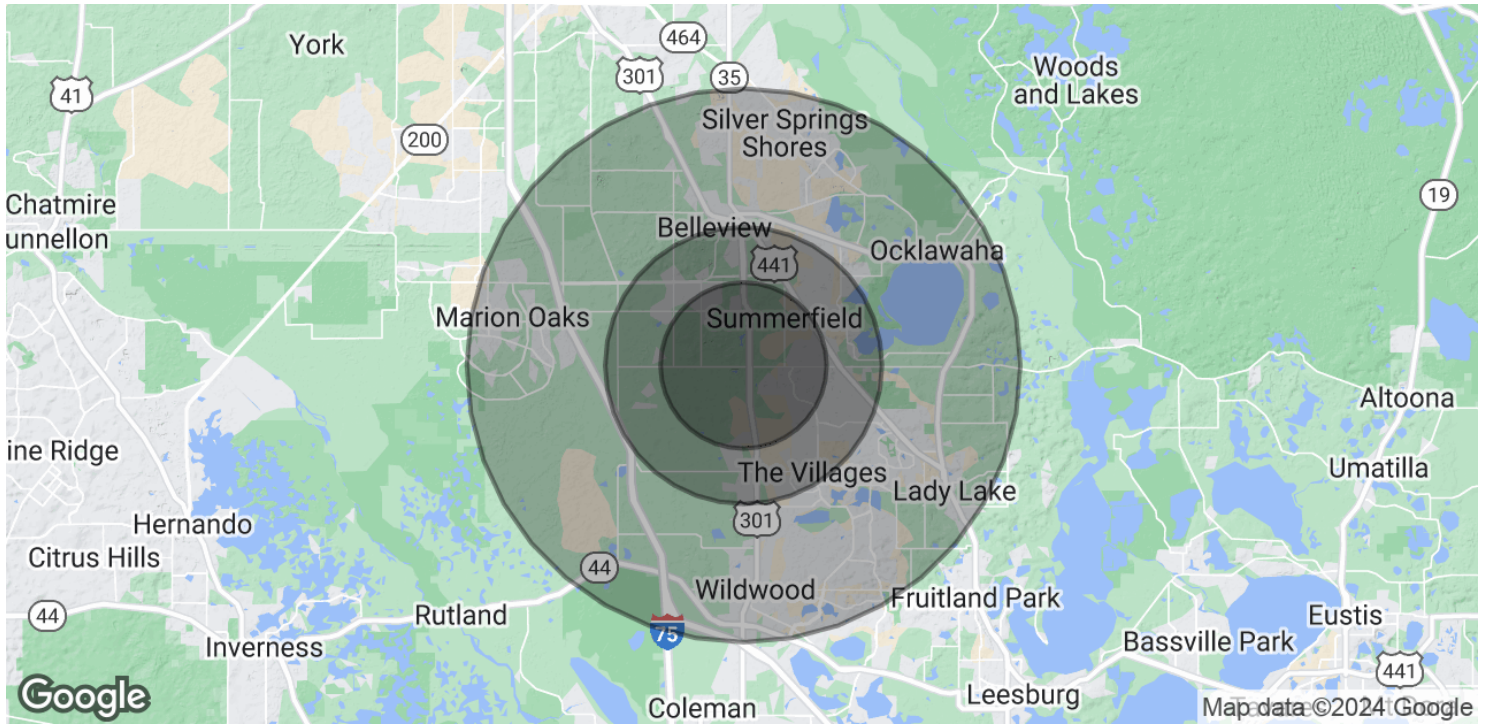 York
464
301
35
41
Woods
and Lakes
Silver Springs
Shores
200
19
Chatmire
unnellon
Belleview
Ocklawaha
441
Marion Oaks
Summerfield
Altoona
ine Ridge
The Villages
Umatilla
Lady Lake
Hernando
301
Citrus Hills
44
Wildwood
Fruitland Park
44
Rutland
Eustis
75
Inverness
Bassville Park
441
Leesburg
Google
Coleman
Map data ©2024 Google